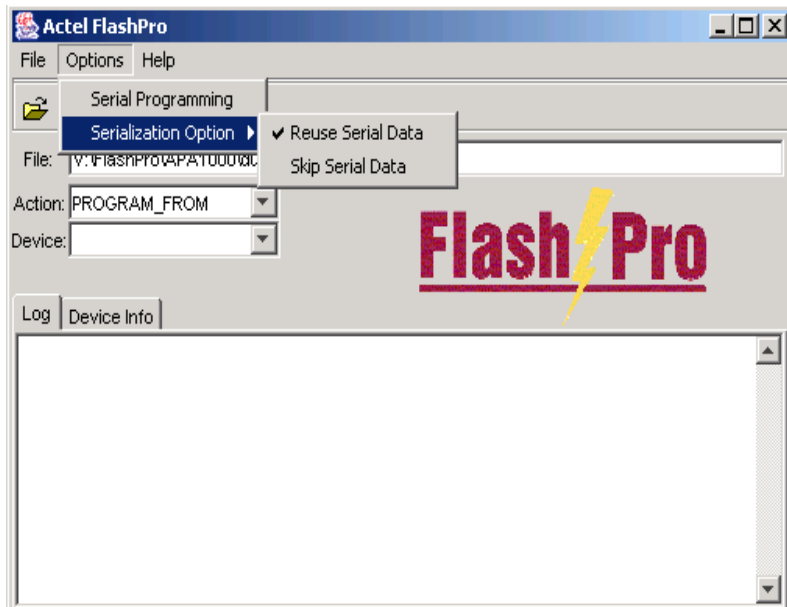 Actel FlashPro
File Options Help
Serial Programming
Serialization Option
Reuse Serial Data
Skip Serial Data
File:
Action: PROGRAM_FROM
Device:
Flash Pro
Log Device Info